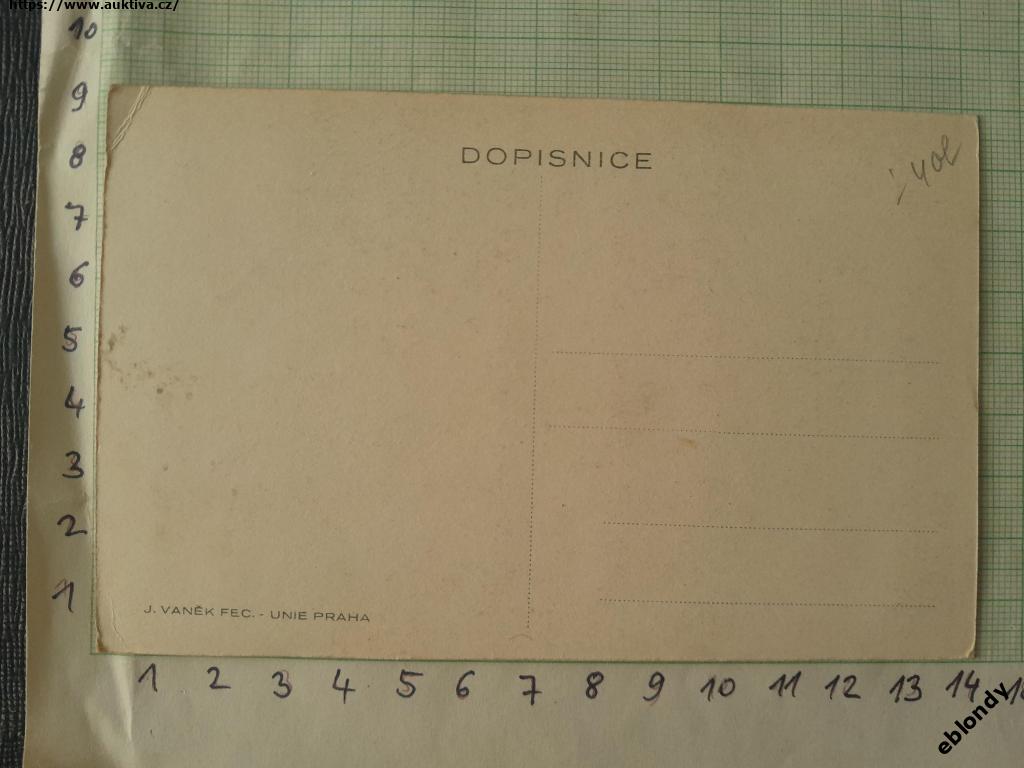 https://www.auktiva.cz/
10
9
8
7
6
5
4
3
2
1
DOPISNICE
J. VANĚK FEC. - UNIE PRAHA
1 2 3 4 5 6 7 8 9 10 11 12 13 14
eblondy